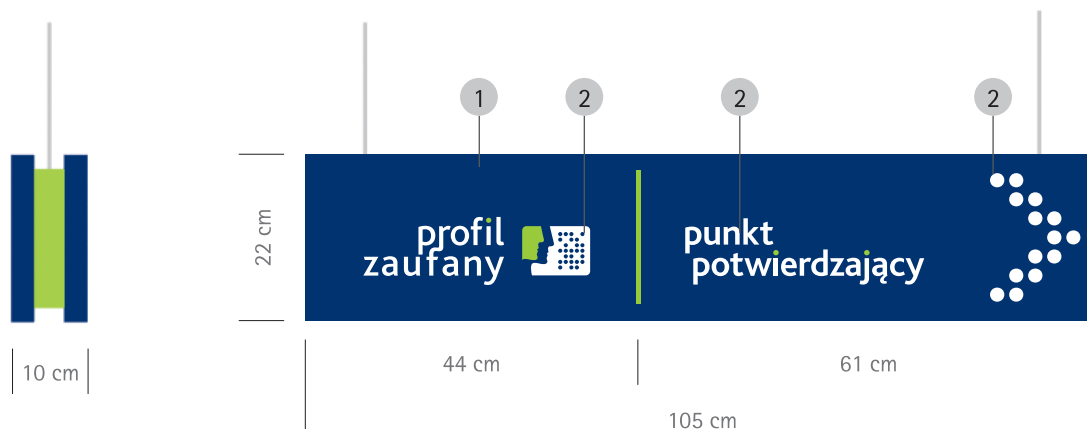 1
2
2
2
profil
zaufany
punkt
potwierdzający
22 cm
10 cm
44 cm
61 cm
105 cm